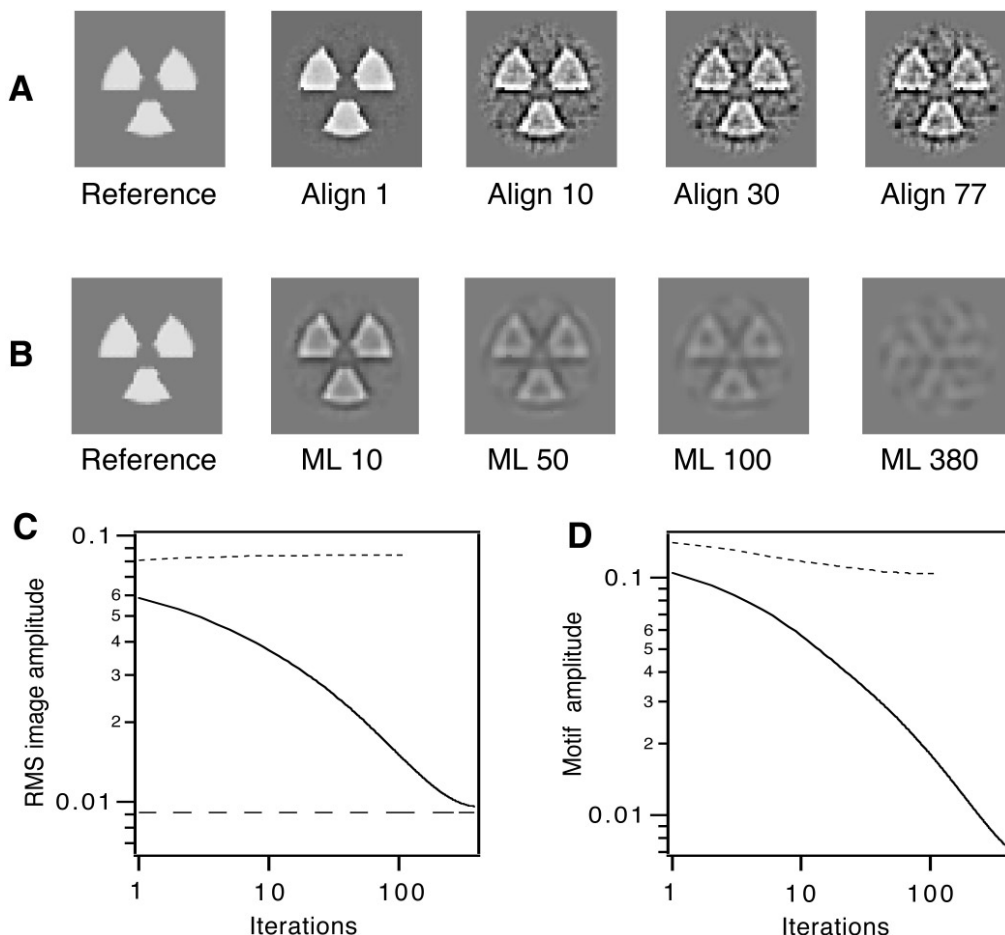 A
Reference Align 1 Align 10 Align 30 Align 77
B
Reference ML 10 ML 50 ML 100 ML 380
C
RMS image amplitude
0.1
6
5
4
3
2
0.01
1 10 100
Iterations
D
Motif amplitude
0.1
6
5
4
3
2
0.01
1 10 100
Iterations